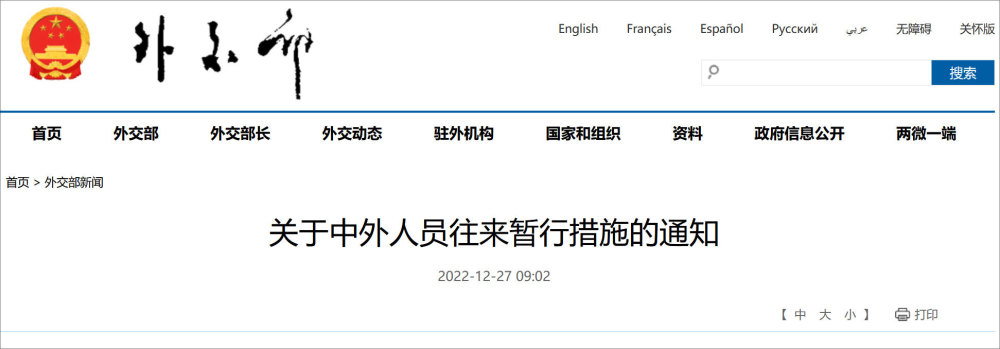 外交部
English Français Español Русский عربي 无障碍 关怀版
搜索
首页 外交部 外交部长 外交动态 驻外机构 国家和组织 资料 政府信息公开 两微一端
首页 > 外交部新闻
关于中外人员往来暂行措施的通知
2022-12-27 09:02
【 中 大 小 】 打印